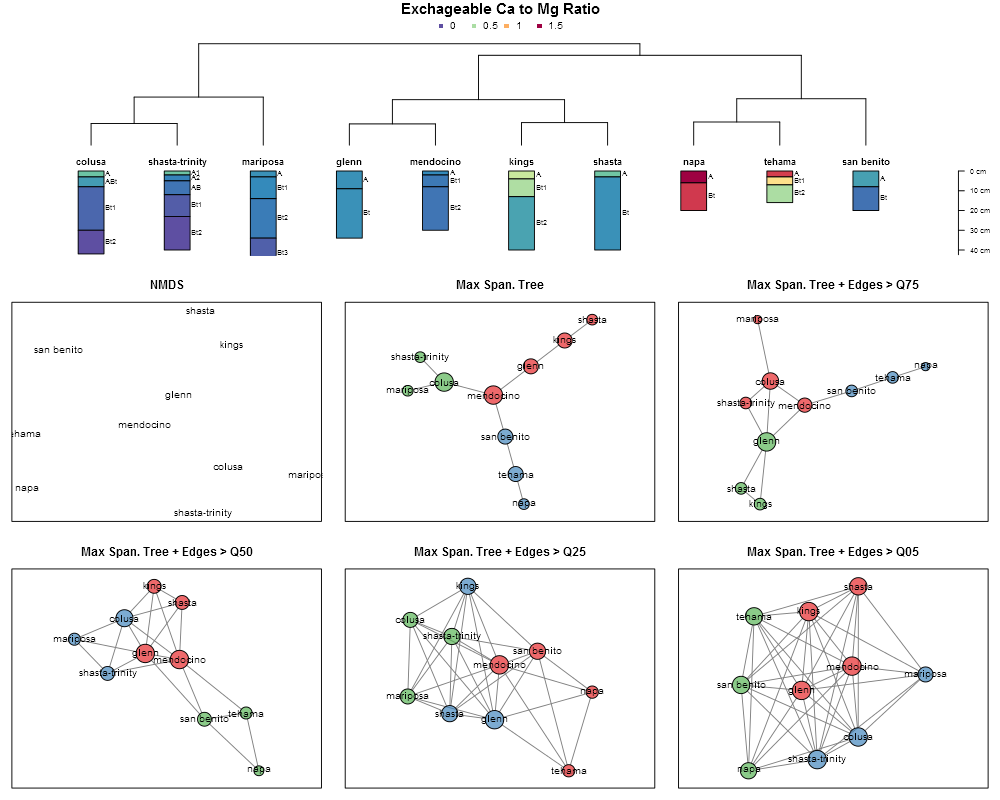 Exchageable Ca to Mg Ratio
0 0.5 1 1.5
colusa shasta-trinity mariposa glenn mendocino kings shasta napa tehama san benito
A
ABt
Bt1
Bt2
A1
A2
AB
Bt1
Bt2
A
Bt1
Bt2
Bt3
A
Bt
A
Bt1
Bt2
A
Bt1
Bt2
A
Bt
A
Bt
A
Bt1
Bt2
A
Bt
0 cm
10 cm
20 cm
30 cm
40 cm
NMDS
shasta
san benito
kings
glenn
mendocino
ehama
colusa
maripo
napa
shasta-trinity
Max Span. Tree
shasta
kings
shasta-trinity
glenn
colusa
mariposa
mendocino
san benito
tehama
napa
Max Span. Tree + Edges > Q75
mariposa
napa
tehama
colusa
san benito
shasta-trinity
mendocino
glenn
shasta
kings
Max Span. Tree + Edges > Q50
kings
shasta
colusa
mariposa
glenn
mendocino
shasta-trinity
san benito
tehama
napa
Max Span. Tree + Edges > Q25
kings
colusa
shasta-trinity
san benito
mendocino
napa
mariposa
shasta
glenn
tehama
Max Span. Tree + Edges > Q05
shasta
kings
tehama
mendocino
mariposa
san benito
glenn
colusa
shasta-trinity
napa